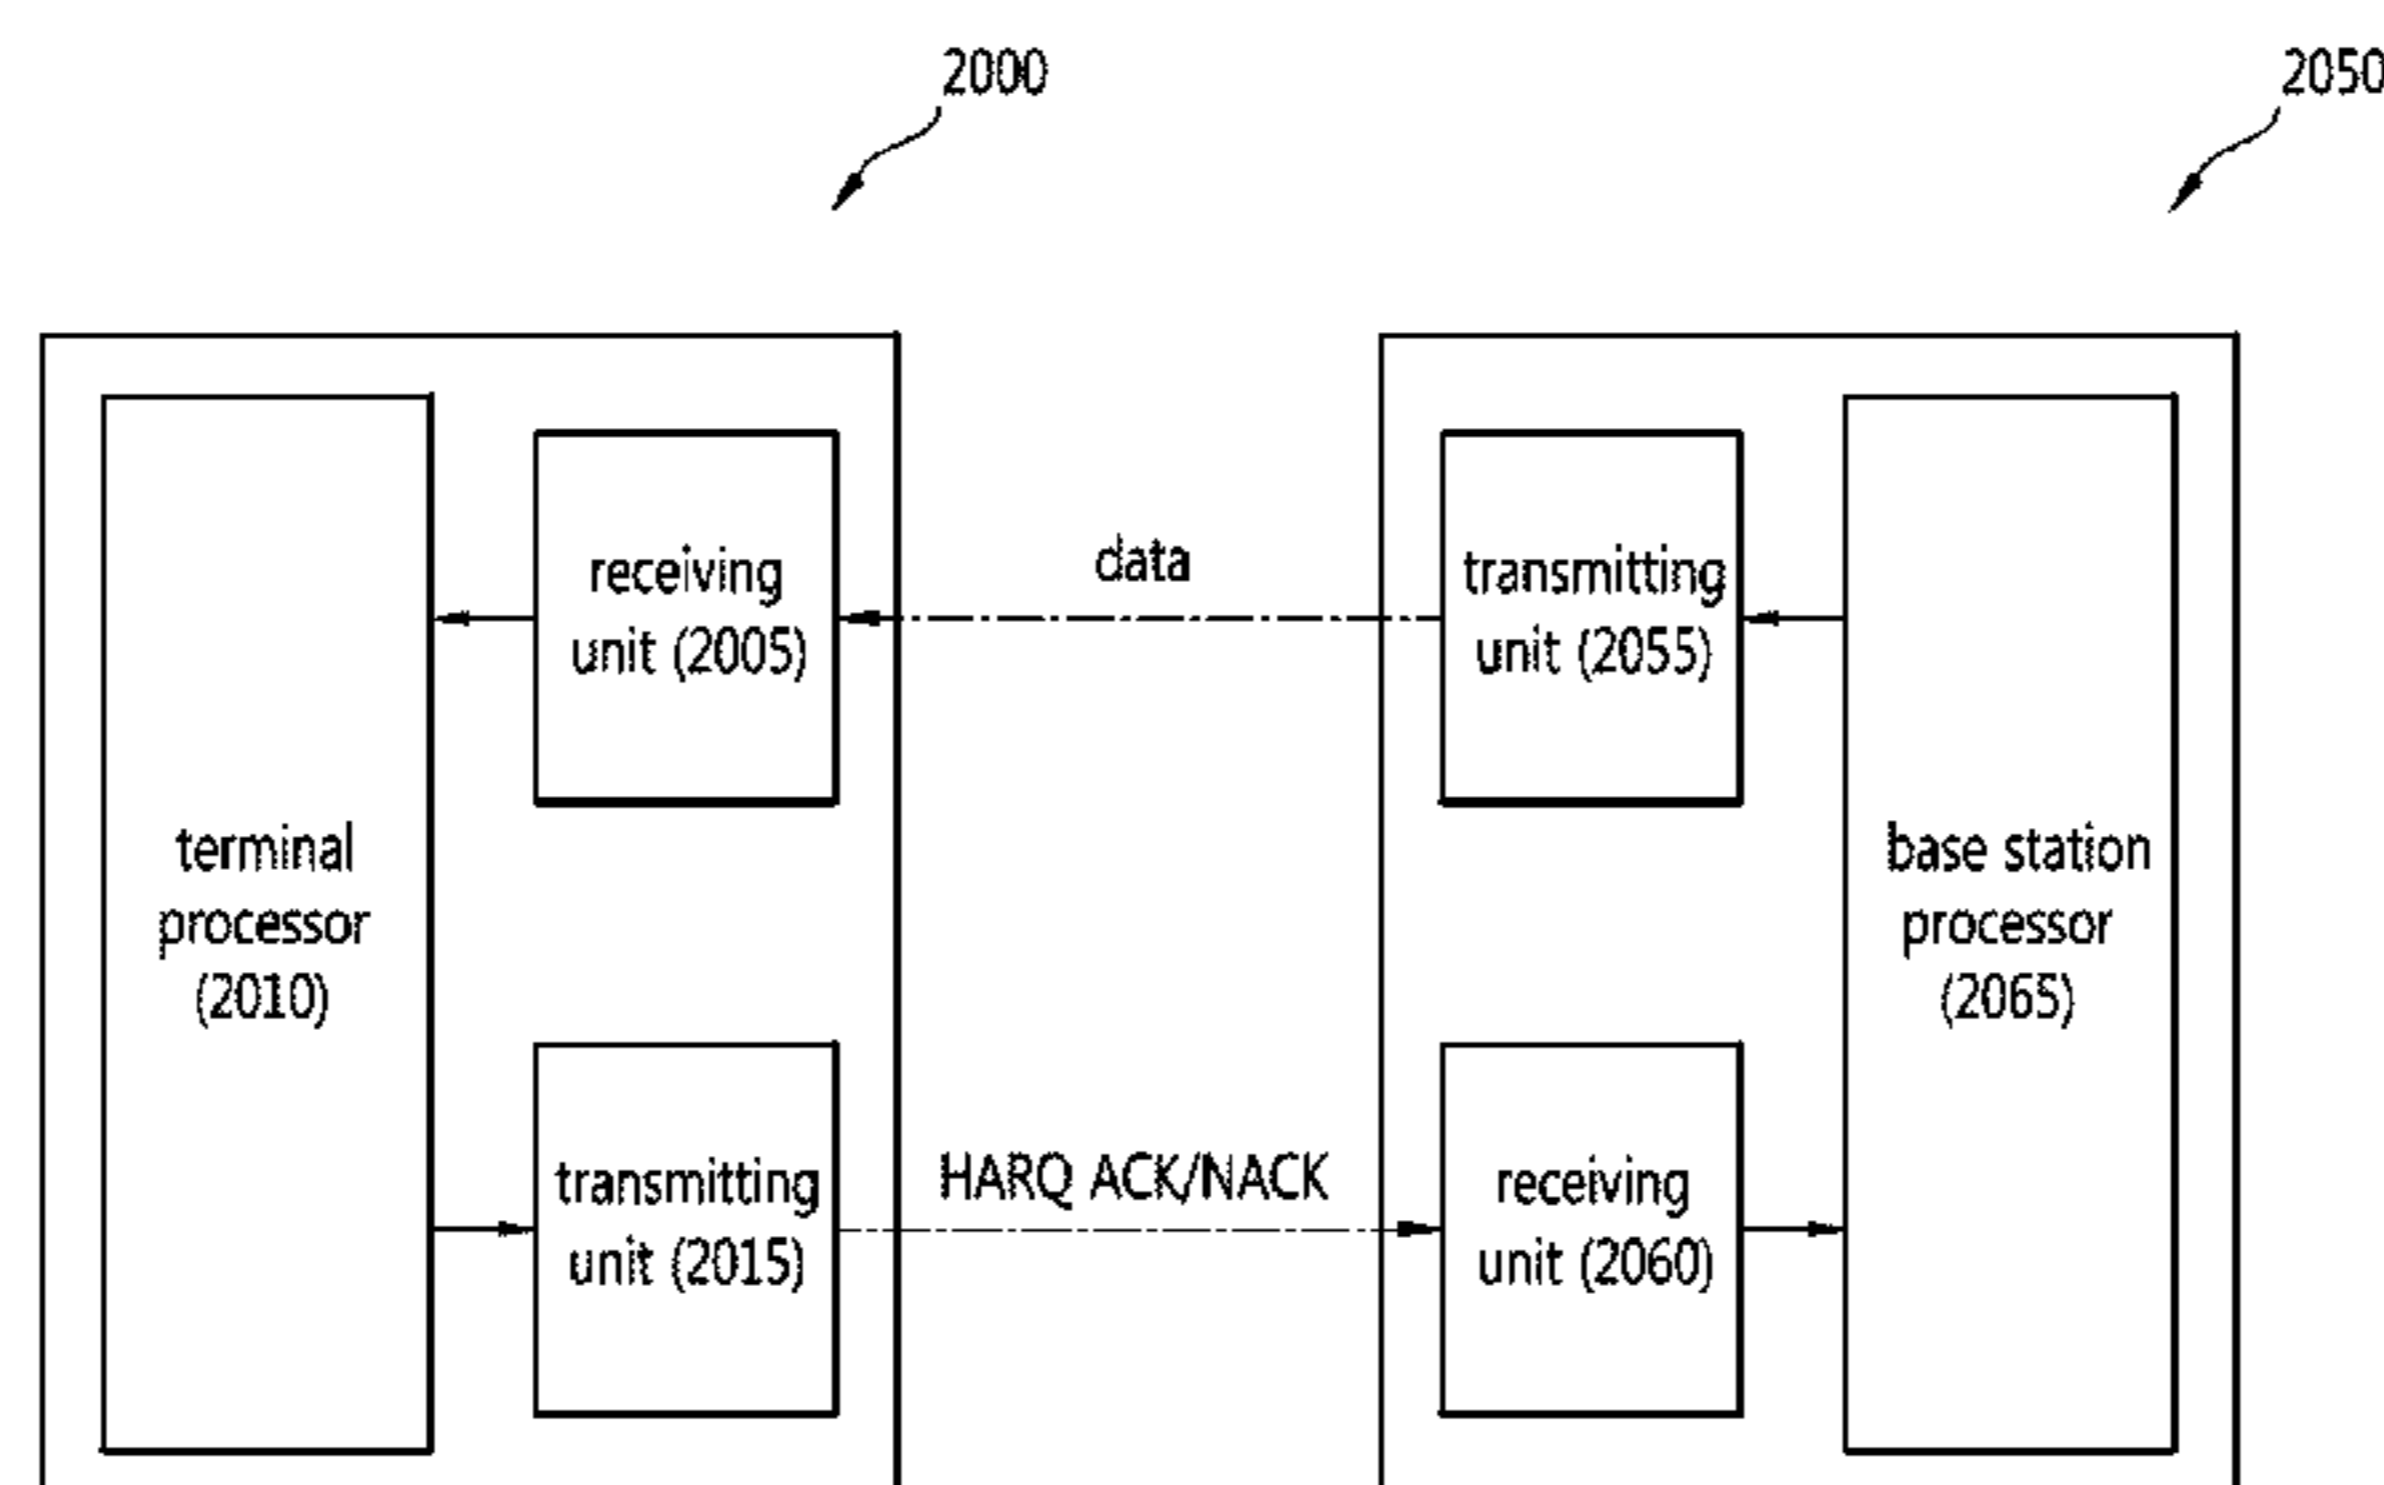 2000
2050
receiving
unit (2005)
data
transmitting
unit (2055)
terminal
processor
(2010)
base station
processor
(2065)
transmitting
unit (2015)
HARQ ACK/NACK
receiving
unit (2060)